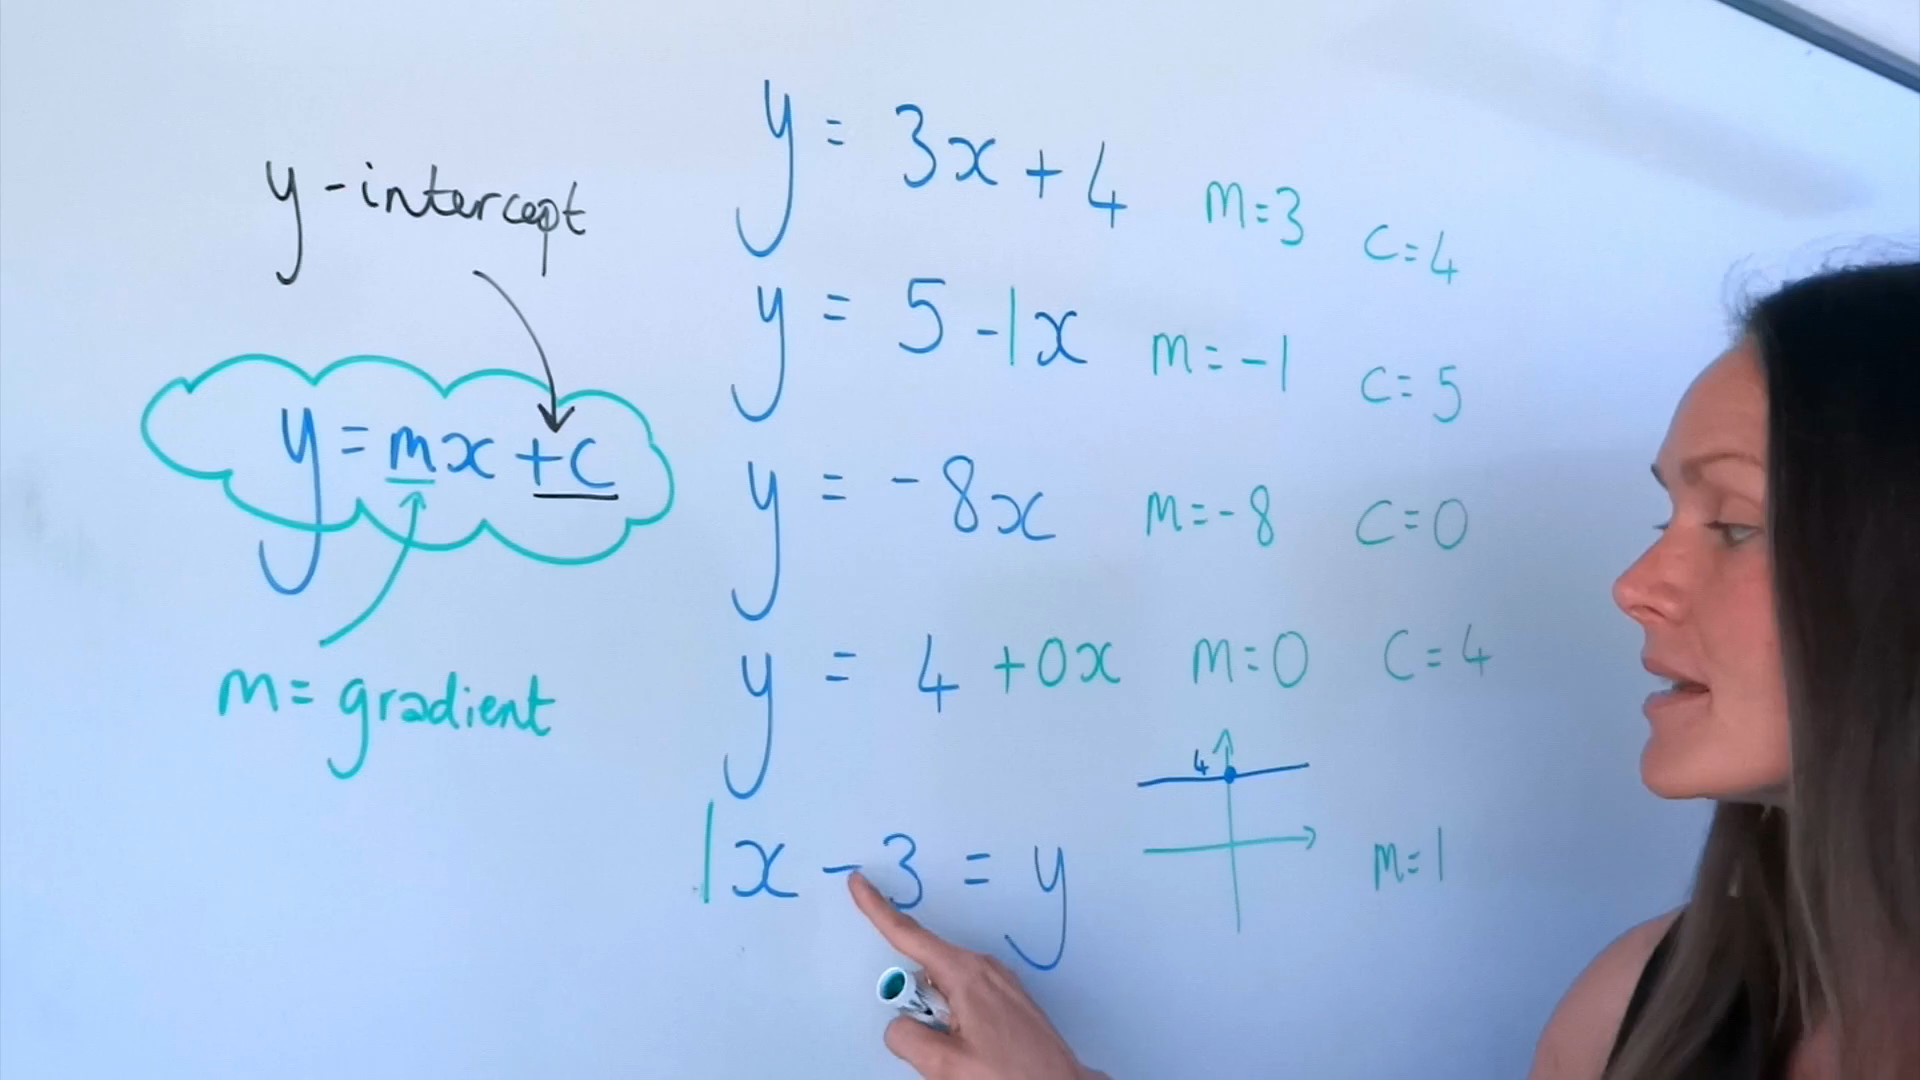 y-intercept
y = mx + c
m = gradient
y = 3x + 4 m=3 c=4
y = 5 - 1x m=-1 c=5
y = -8x m=-8 c=0
y = 4 + 0x m=0 c=4
4
1x - 3 = y m=1